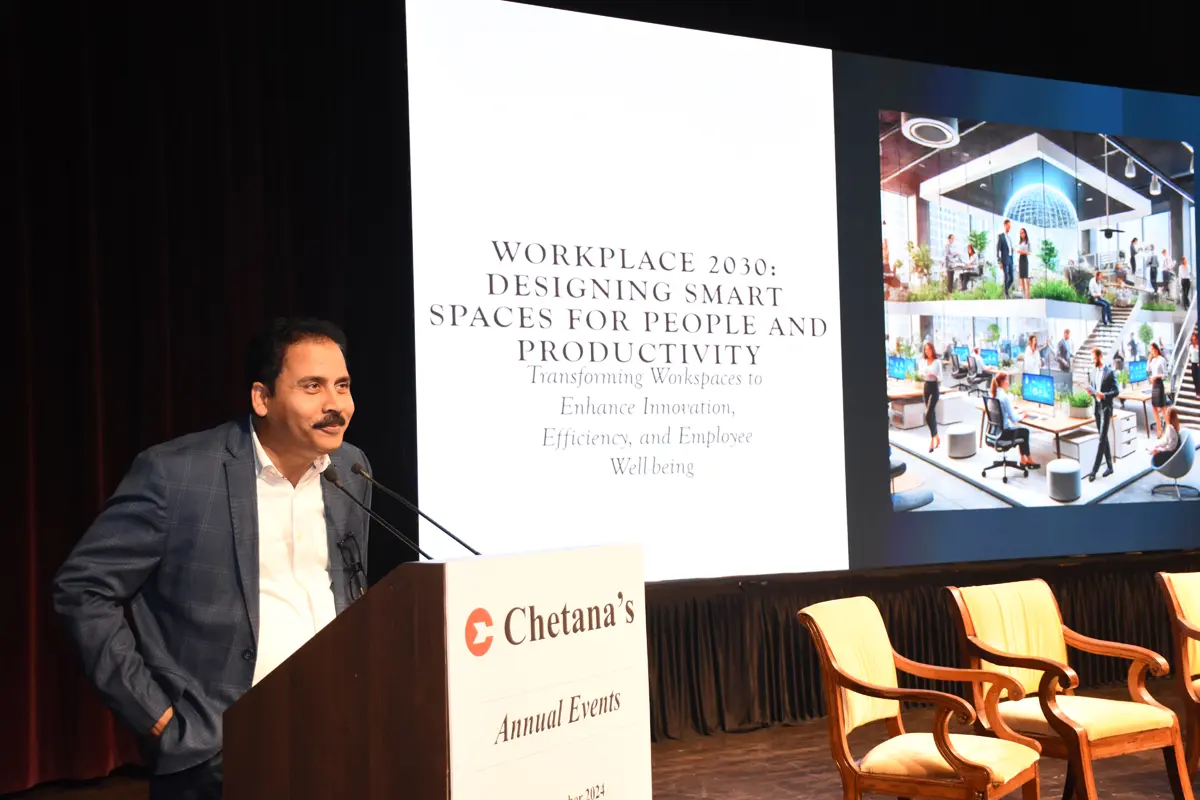 WORKPLACE 2030:
DESIGNING SMART
SPACES FOR PEOPLE AND
PRODUCTIVITY
Transforming Workspaces to
Enhance Innovation,
Efficiency, and Employee
Well being
Chetana's
Annual Events
2024